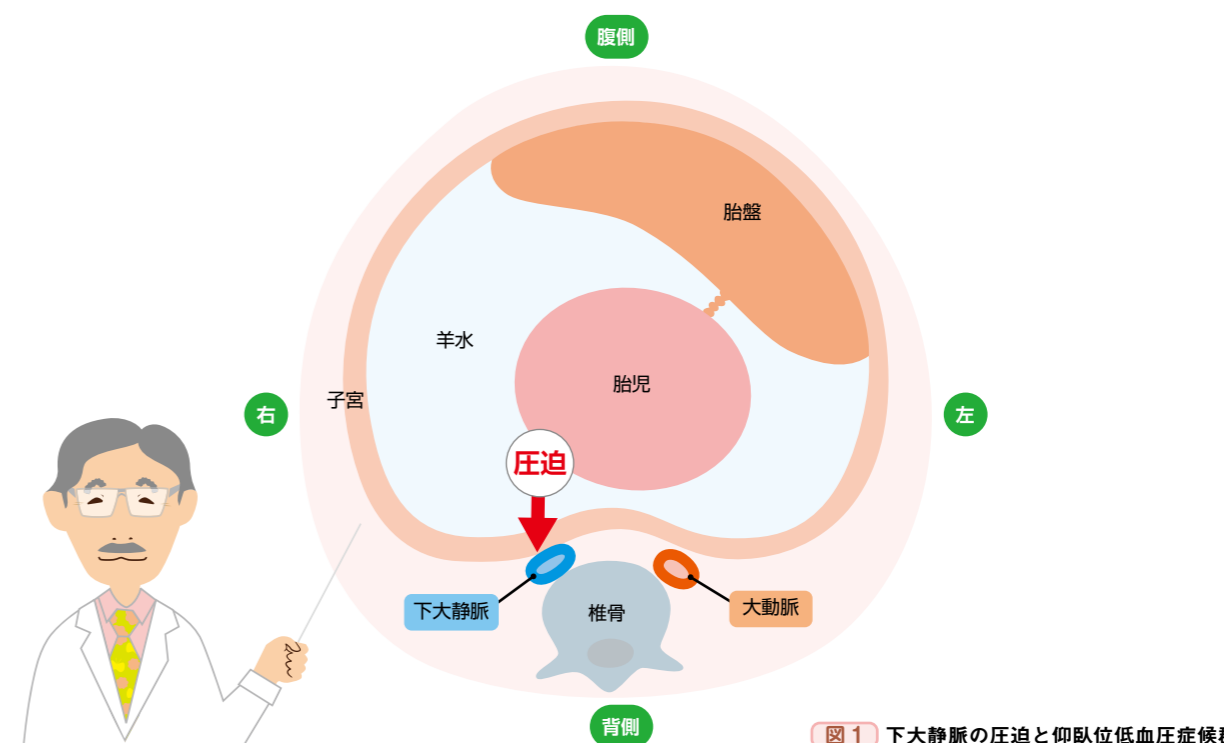 腹側
胎盤
羊水
胎児
子宮
右
左
圧迫
下大静脈
椎骨
大動脈
背側
図1 下大静脈の圧迫と仰臥位低血圧症候